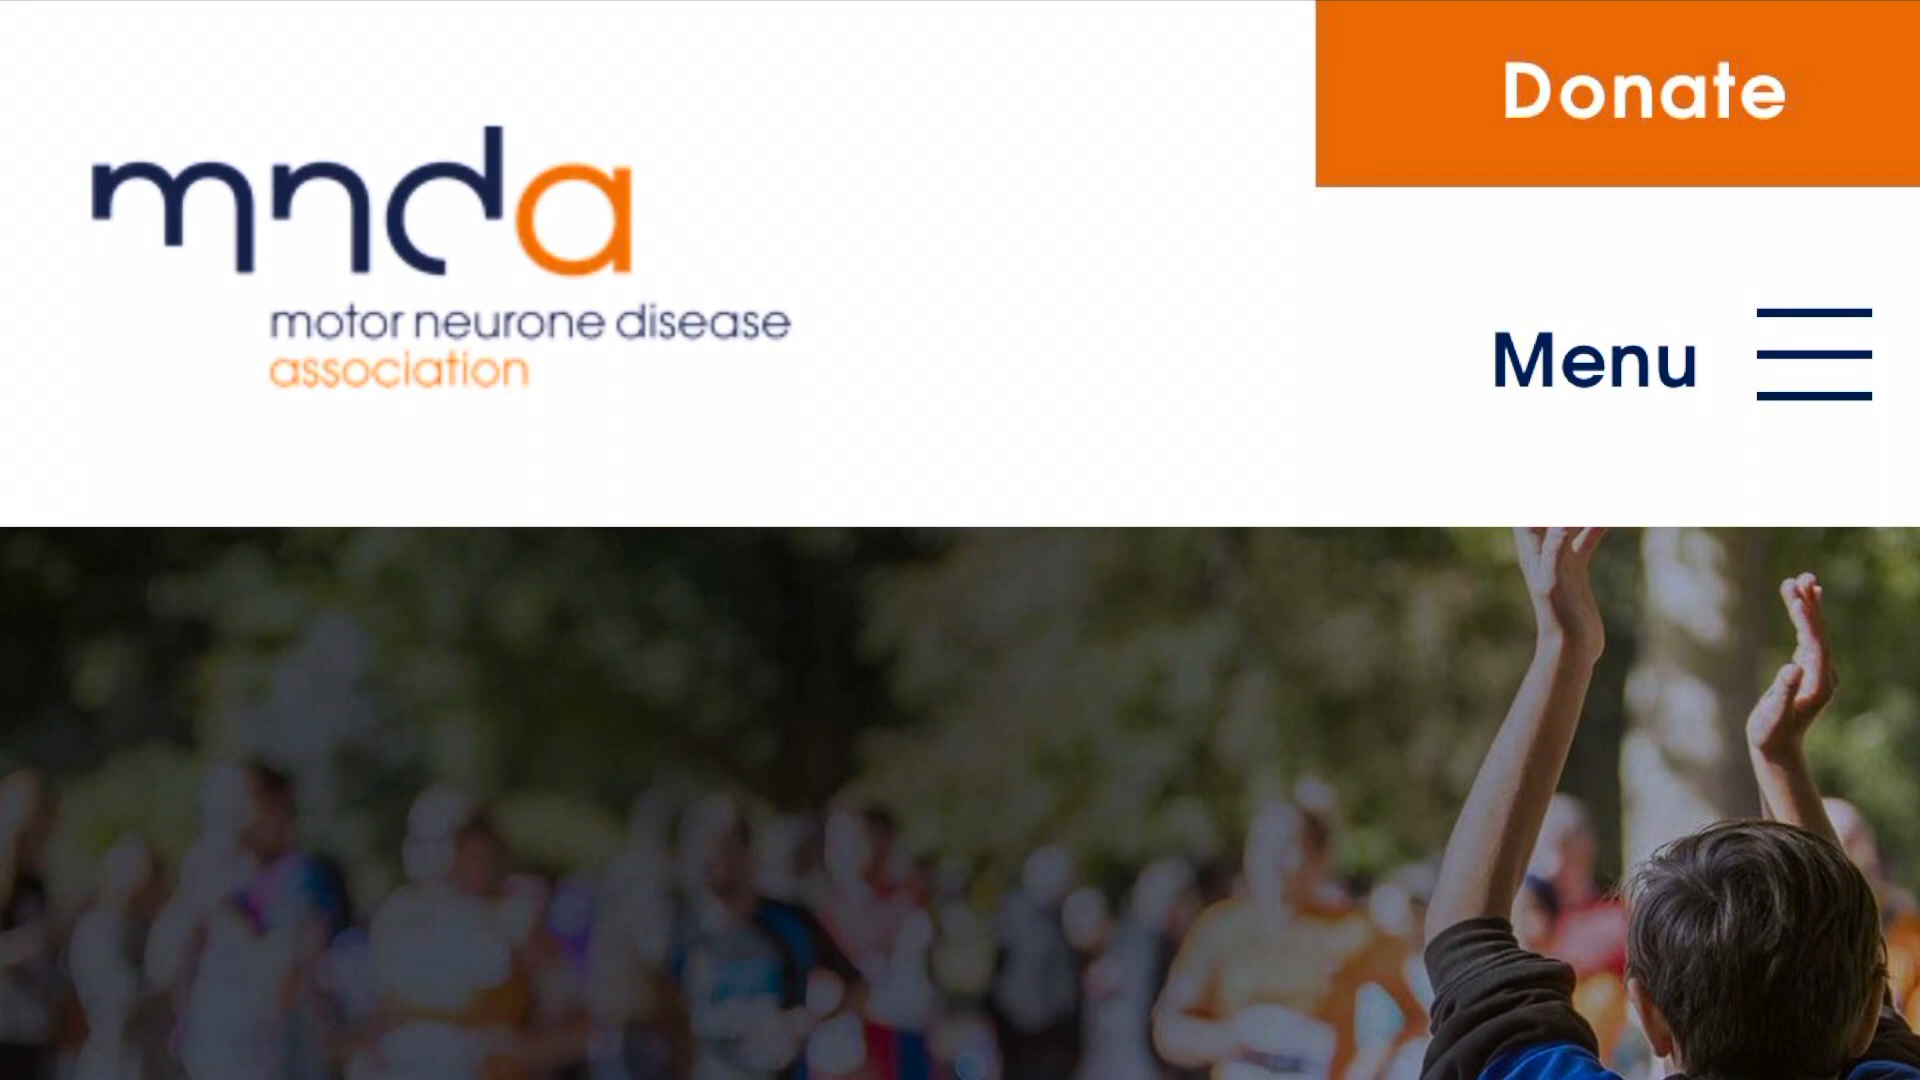 Donate
mnda
motor neurone disease
association
Menu